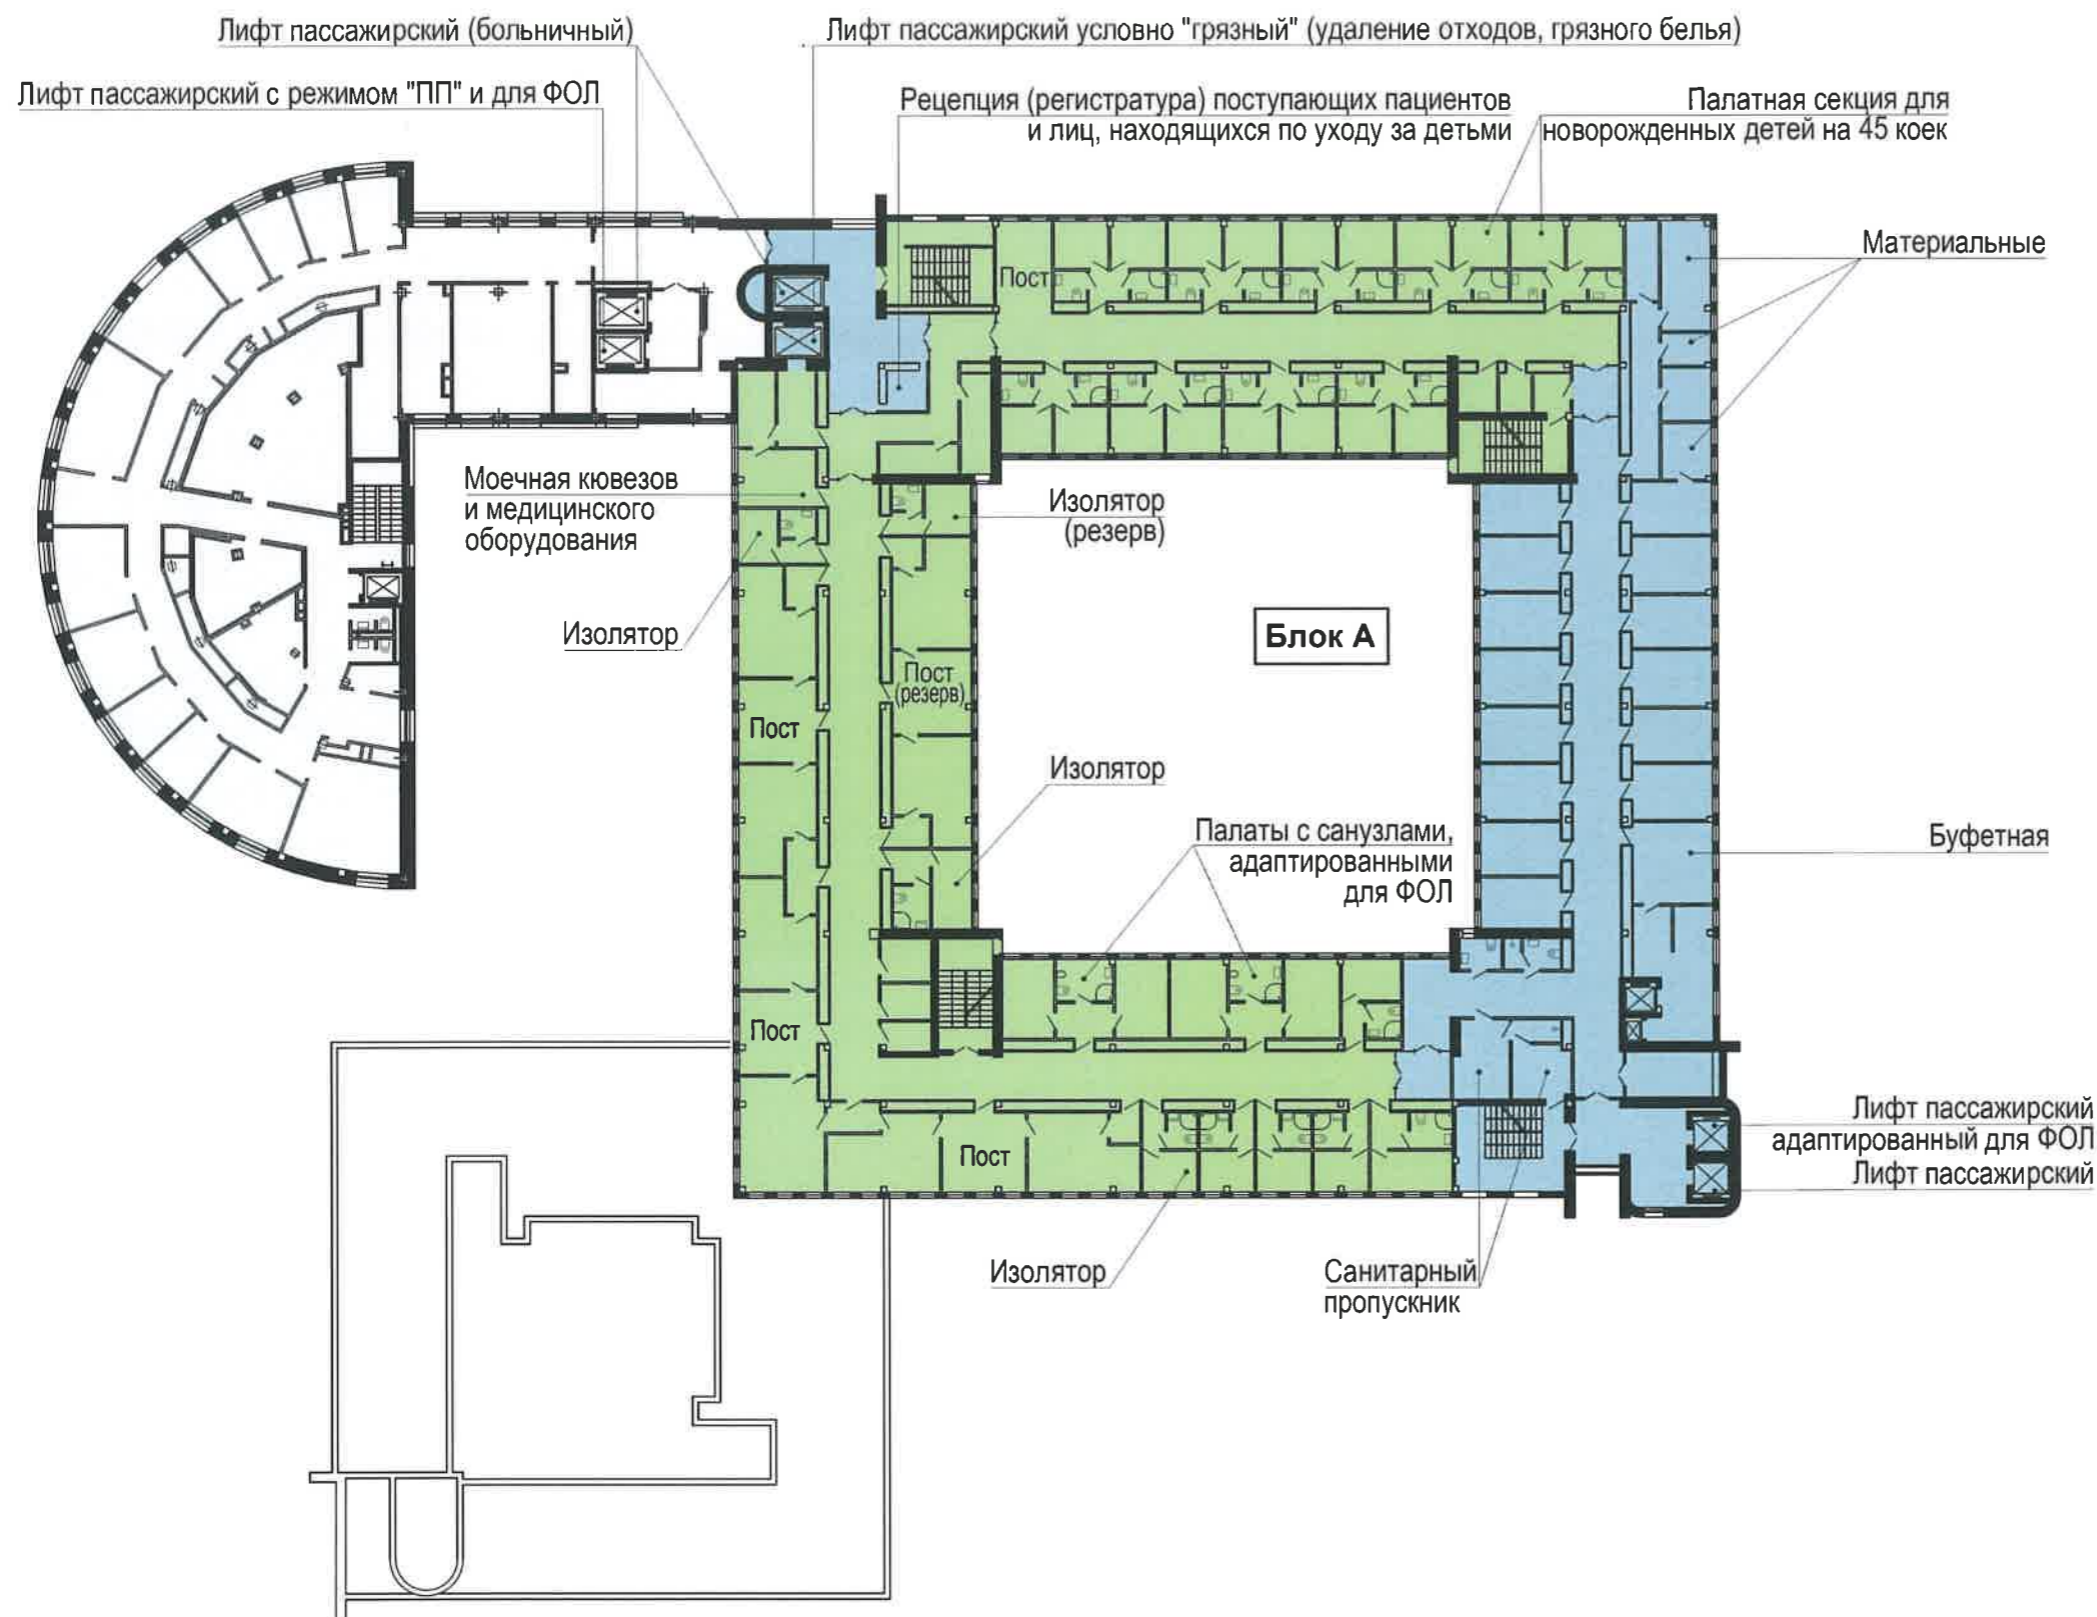 Лифт пассажирский (больничный)
Лифт пассажирский условно "грязный" (удаление отходов, грязного белья)
Лифт пассажирский с режимом "ПП" и для ФОЛ
Рецепция (регистратура) поступающих пациентов
и лиц, находящихся по уходу за детьми
Палатная секция для
новорожденных детей на 45 коек
Материальные
Пост
Моечная кювезов
и медицинского
оборудования
Изолятор
(резерв)
Изолятор
Блок А
Пост
(резерв)
Пост
Изолятор
Палаты с санузлами,
адаптированными
для ФОЛ
Буфетная
Пост
Пост
Лифт пассажирский
адаптированный для ФОЛ
Лифт пассажирский
Изолятор
Санитарный
пропускник